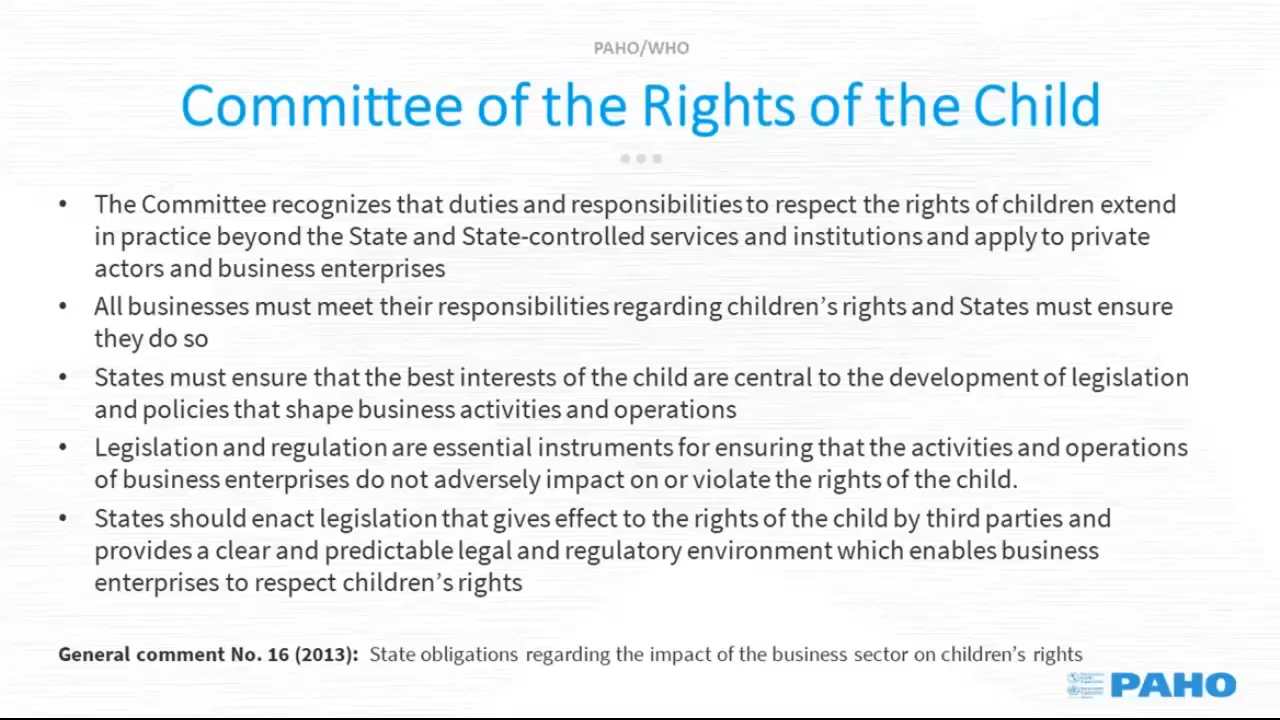 PAHO/WHO
Committee of the Rights of the Child
• The Committee recognizes that duties and responsibilities to respect the rights of children extend
in practice beyond the State and State-controlled services and institutions and apply to private
actors and business enterprises
• All businesses must meet their responsibilities regarding children’s rights and States must ensure
they do so
• States must ensure that the best interests of the child are central to the development of legislation
and policies that shape business activities and operations
• Legislation and regulation are essential instruments for ensuring that the activities and operations
of business enterprises do not adversely impact on or violate the rights of the child.
• States should enact legislation that gives effect to the rights of the child by third parties and
provides a clear and predictable legal and regulatory environment which enables business
enterprises to respect children’s rights
General comment No. 16 (2013): State obligations regarding the impact of the business sector on children’s rights
PAHO